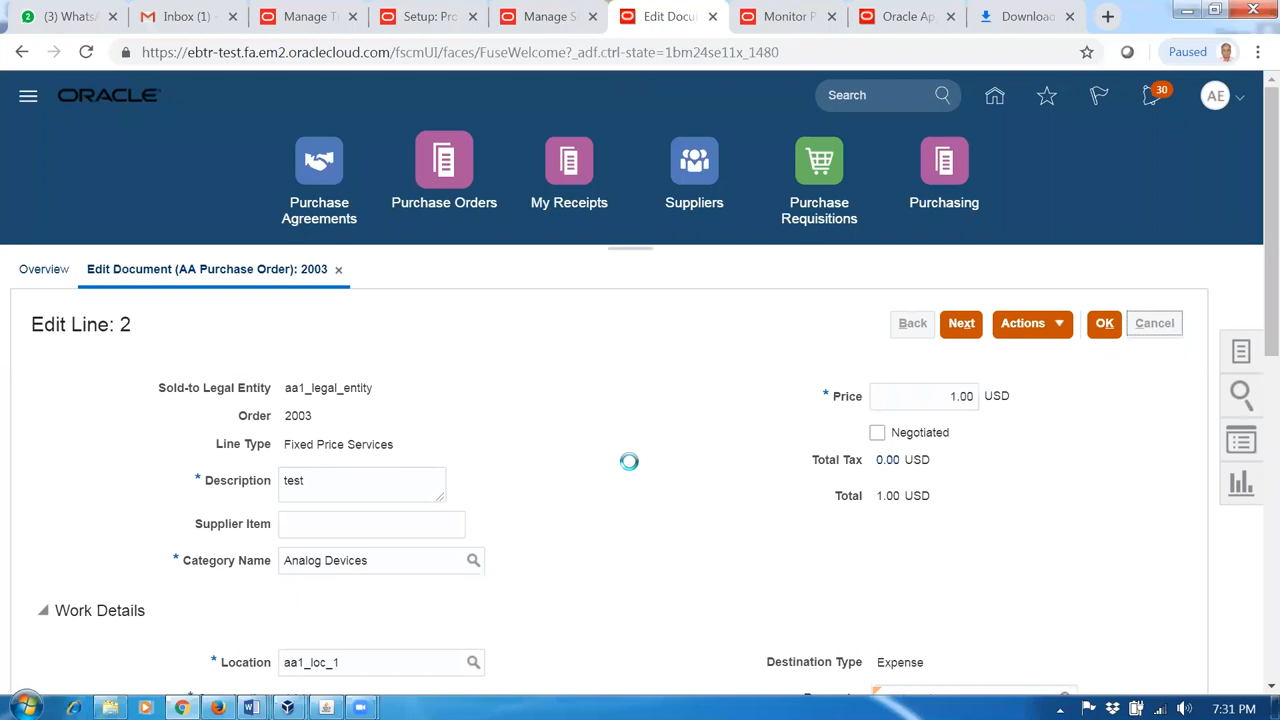 (3) WhatsA
Inbox (1) -
Manage T
Setup: Pro
Manage S
Edit Docu
Monitor P
Oracle Ap
Downloa
https://ebtr-test.fa.em2.oraclecloud.com/fscmUI/faces/FuseWelcome?_adf.ctrl-state=1bm24se11x_1480
Paused
ORACLE
Search
30
AE
Purchase
Agreements
Purchase Orders
My Receipts
Suppliers
Purchase
Requisitions
Purchasing
Overview
Edit Document (AA Purchase Order): 2003
Edit Line: 2
Back
Next
Actions
OK
Cancel
Sold-to Legal Entity aa1_legal_entity
* Price 1.00 USD
Order 2003
Negotiated
Line Type Fixed Price Services
Total Tax 0.00 USD
* Description test
Total 1.00 USD
Supplier Item
* Category Name Analog Devices
Work Details
* Location aa1_loc_1
Destination Type Expense
7:31 PM